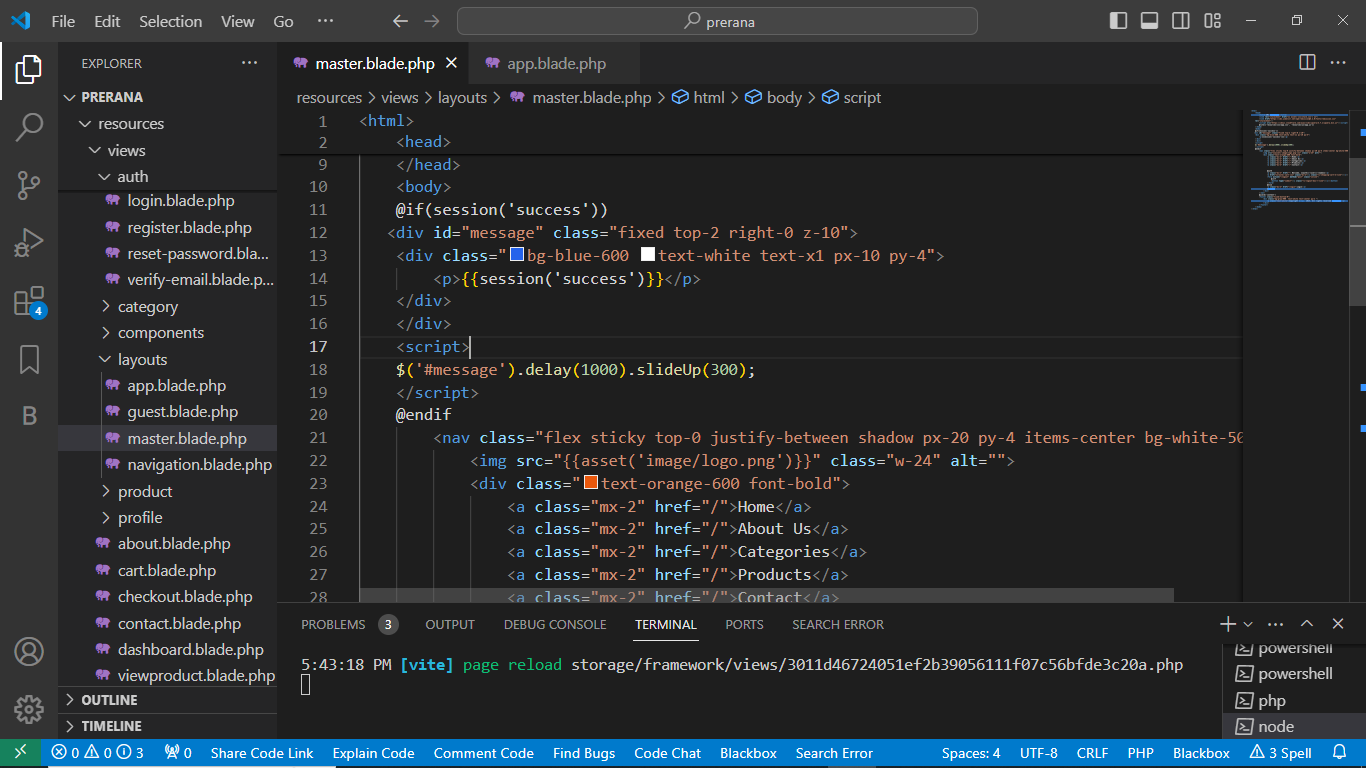 File Edit Selection View Go ··· prerana
EXPLORER ···
PRERANA
resources
views
auth
login.blade.php
register.blade.php
reset-password.bla...
verify-email.blade.p...
category
components
layouts
app.blade.php
guest.blade.php
master.blade.php
navigation.blade.php
product
profile
about.blade.php
cart.blade.php
checkout.blade.php
contact.blade.php
dashboard.blade.php
viewproduct.blade.php
OUTLINE
TIMELINE
4
B
master.blade.php app.blade.php
resources > views > layouts > master.blade.php > html > body > script
1 <html>
2 <head>
9 </head>
10 <body>
11 @if(session('success'))
12 <div id="message" class="fixed top-2 right-0 z-10">
13 <div class="bg-blue-600 text-white text-x1 px-10 py-4">
14 <p>{{session('success')}}</p>
15 </div>
16 </div>
17 <script>
18 $('#message').delay(1000).slideUp(300);
19 </script>
20 @endif
21 <nav class="flex sticky top-0 justify-between shadow px-20 py-4 items-center bg-white-50
22 <img src="{{asset('image/logo.png')}}" class="w-24" alt="">
23 <div class="text-orange-600 font-bold">
24 <a class="mx-2" href="/">Home</a>
25 <a class="mx-2" href="/">About Us</a>
26 <a class="mx-2" href="/">Categories</a>
27 <a class="mx-2" href="/">Products</a>
28 <a class="mx-2" href="/">Contact</a>
PROBLEMS 3 OUTPUT DEBUG CONSOLE TERMINAL PORTS SEARCH ERROR
5:43:18 PM [vite] page reload storage/framework/views/3011d46724051ef2b39056111f07c56bfde3c20a.php
powershell
powershell
php
node
0 0 3 0 Share Code Link Explain Code Comment Code Find Bugs Code Chat Blackbox Search Error Spaces: 4 UTF-8 CRLF PHP Blackbox 3 Spell